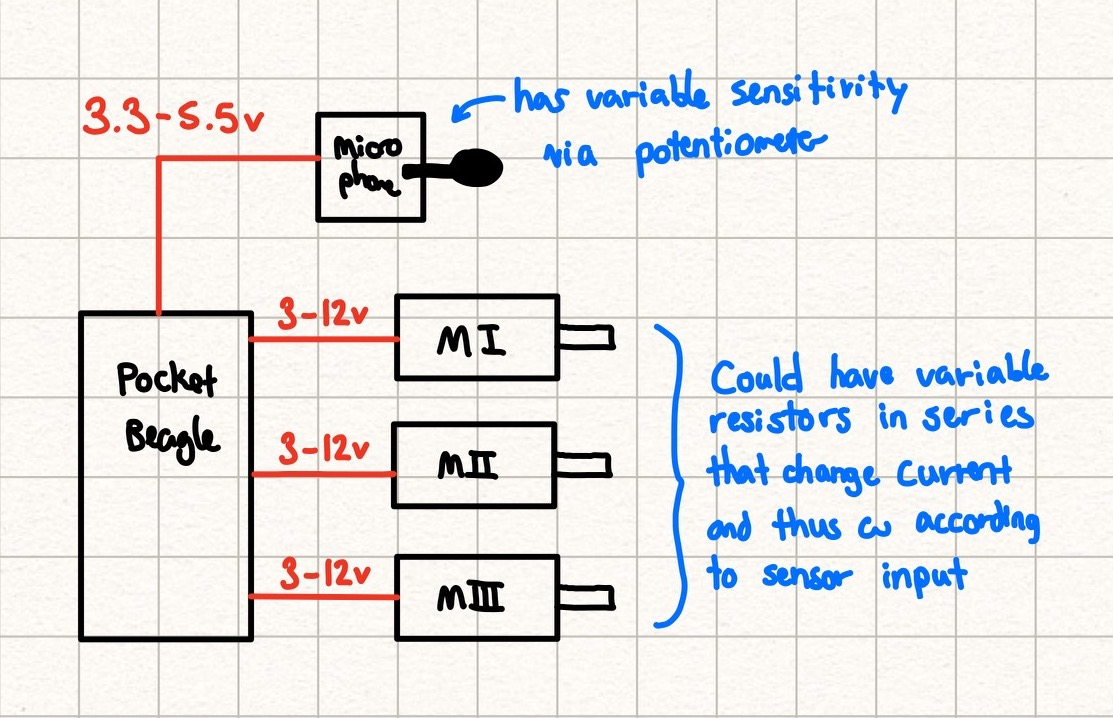 3.3-5.5v
Micro
phone
has variable sensitivity
via potentiometer
Pocket
Beagle
3-12v
MI
3-12v
MII
3-12v
MIII
Could have variable
resistors in series
that change current
and thus ω according
to sensor input